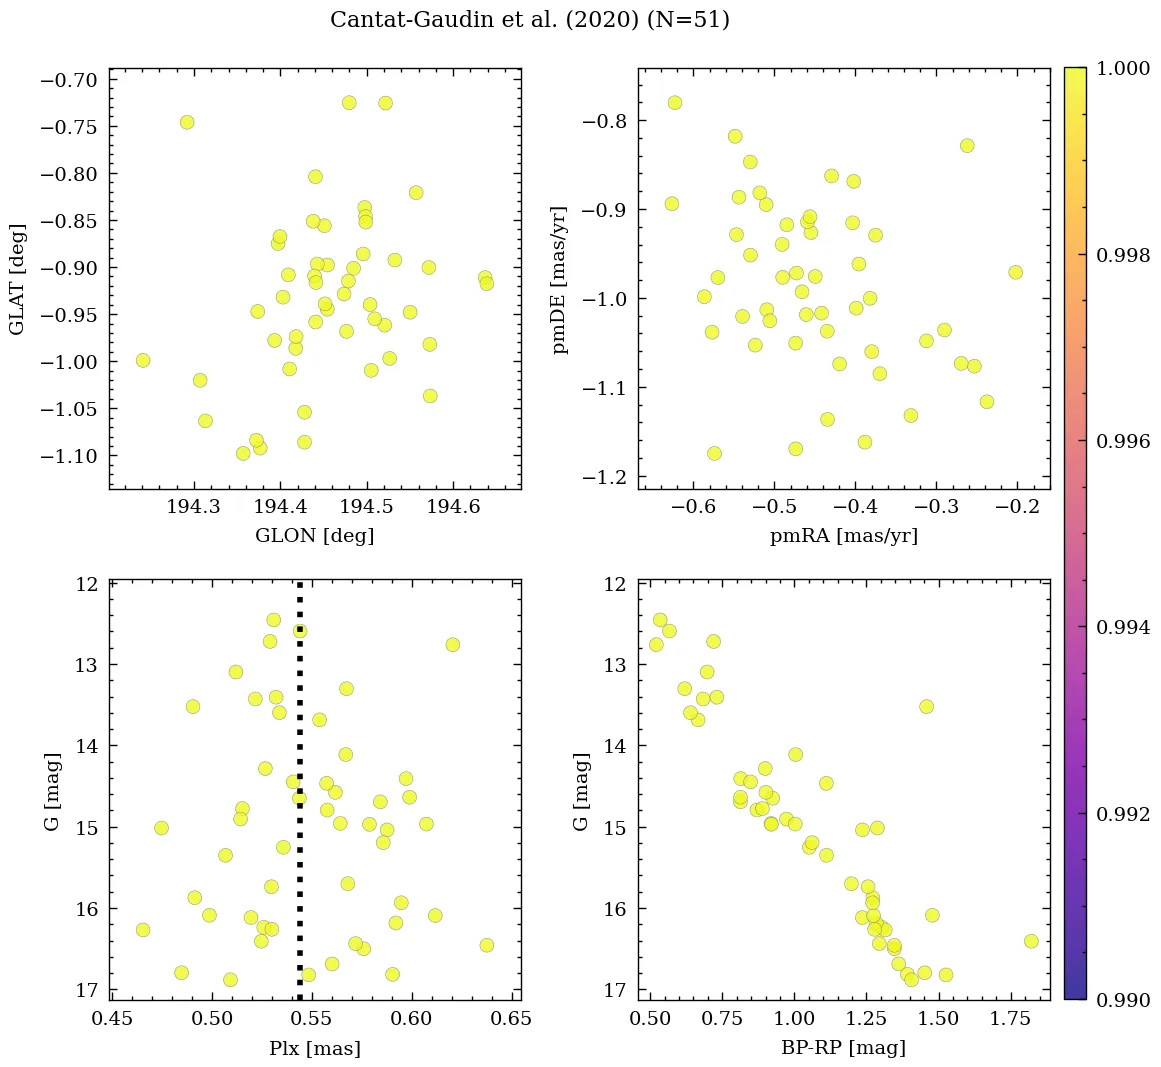 Cantat-Gaudin et al. (2020) (N=51)
−0.70
−0.75
−0.80
−0.85
−0.90
−0.95
−1.00
−1.05
−1.10
GLAT [deg]
194.3 194.4 194.5 194.6
GLON [deg]
−0.8
−0.9
−1.0
−1.1
−1.2
pmDE [mas/yr]
−0.6 −0.5 −0.4 −0.3 −0.2
pmRA [mas/yr]
12
13
14
15
16
17
G [mag]
0.45 0.50 0.55 0.60 0.65
Plx [mas]
12
13
14
15
16
17
G [mag]
0.50 0.75 1.00 1.25 1.50 1.75
BP-RP [mag]
1.000
0.998
0.996
0.994
0.992
0.990